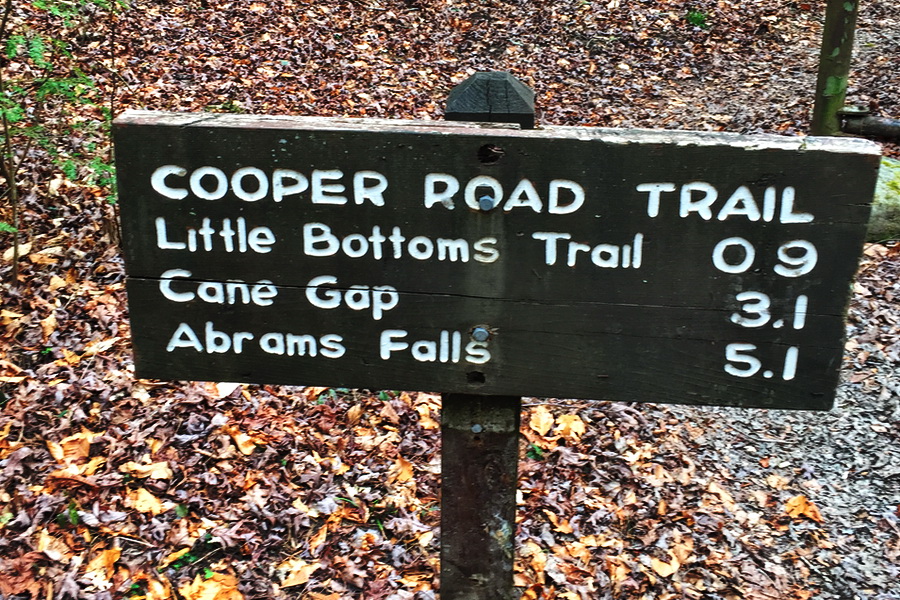 COOPER ROAD TRAIL
Little Bottoms Trail 0 9
Cane Gap 3.1
Abrams Falls 5.1